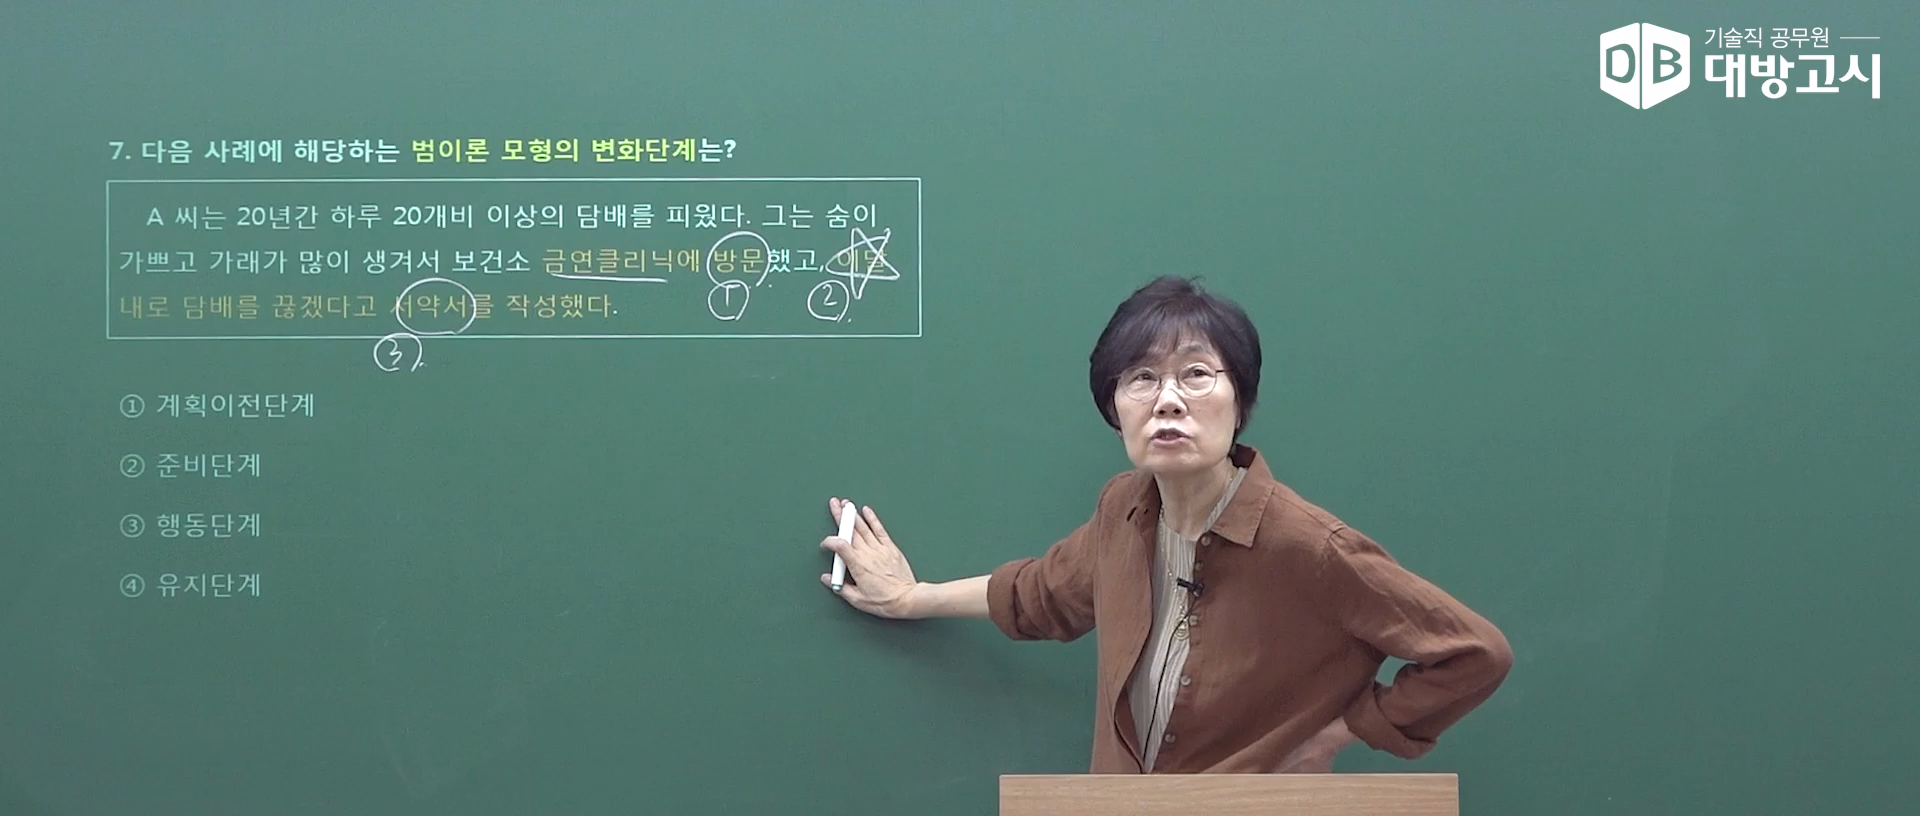 기술직 공무원
DB 대방고시
7. 다음 사례에 해당하는 범이론 모형의 변화단계는?
A 씨는 20년간 하루 20개비 이상의 담배를 피웠다. 그는 숨이
가쁘고 가래가 많이 생겨서 보건소 금연클리닉에 방문했고, 이달
내로 담배를 끊겠다고 서약서를 작성했다.
① ②
③
① 계획이전단계
② 준비단계
③ 행동단계
④ 유지단계